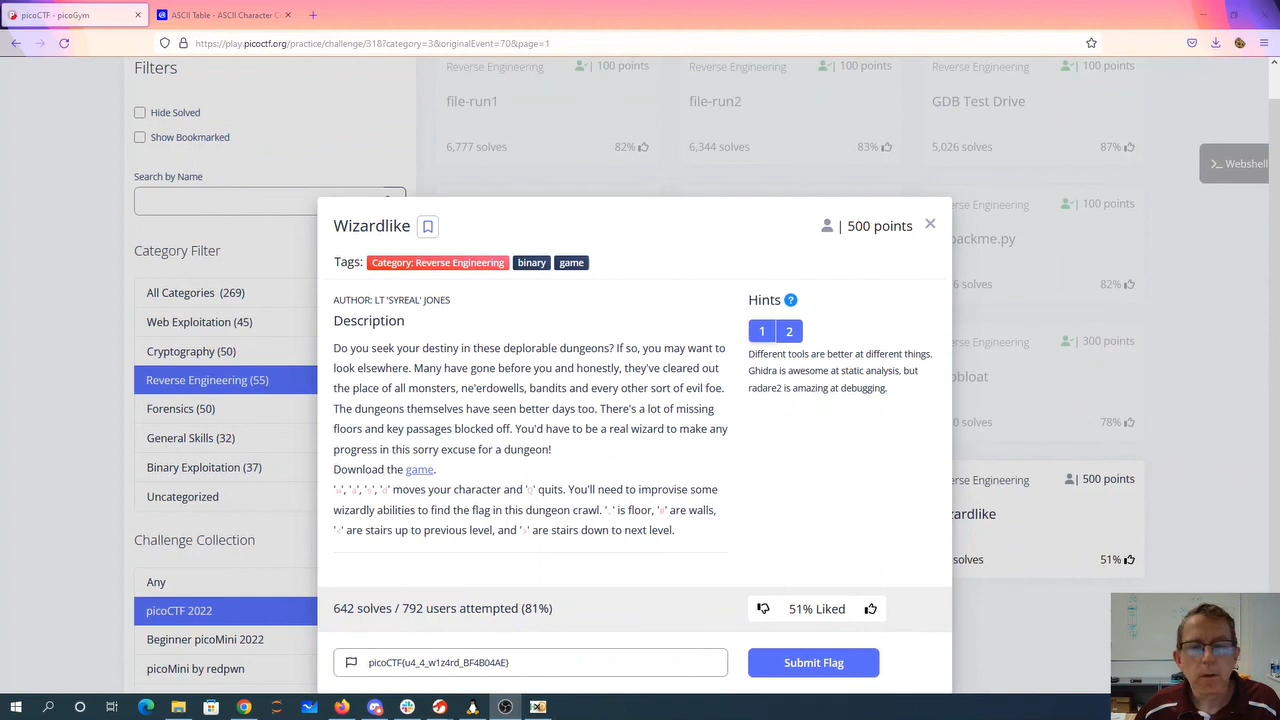 picoCTF - picoGym
ASCII Table - ASCII Character C
https://play.picoctf.org/practice/challenge/318?category=3&originalEvent=70&page=1
Filters
Hide Solved
Show Bookmarked
Search by Name
Category Filter
All Categories (269)
Web Exploitation (45)
Cryptography (50)
Reverse Engineering (55)
Forensics (50)
General Skills (32)
Binary Exploitation (37)
Uncategorized
Challenge Collection
Any
picoCTF 2022
Beginner picoMini 2022
picoMini by redpwn
Reverse Engineering | 100 points
file-run1
6,777 solves 82%
Reverse Engineering | 100 points
file-run2
6,344 solves 83%
Reverse Engineering | 100 points
GDB Test Drive
5,026 solves 87%
Webshell
erse Engineering | 100 points
packme.py
6 solves 82%
erse Engineering | 300 points
bloat
0 solves 78%
erse Engineering | 500 points
zardlike
solves 51%
Wizardlike
| 500 points
Tags: Category: Reverse Engineering binary game
AUTHOR: LT 'SYREAL' JONES
Description
Do you seek your destiny in these deplorable dungeons? If so, you may want to
look elsewhere. Many have gone before you and honestly, they've cleared out
the place of all monsters, ne'erdowells, bandits and every other sort of evil foe.
The dungeons themselves have seen better days too. There's a lot of missing
floors and key passages blocked off. You'd have to be a real wizard to make any
progress in this sorry excuse for a dungeon!
Download the game.
'w', 'a', 's', 'd' moves your character and 'Q' quits. You'll need to improvise some
wizardly abilities to find the flag in this dungeon crawl. '.' is floor, '#' are walls,
'<' are stairs up to previous level, and '>' are stairs down to next level.
Hints ?
1 2
Different tools are better at different things.
Ghidra is awesome at static analysis, but
radare2 is amazing at debugging.
642 solves / 792 users attempted (81%)
51% Liked
picoCTF{u4_4_w1z4rd_BF4B04AE}
Submit Flag